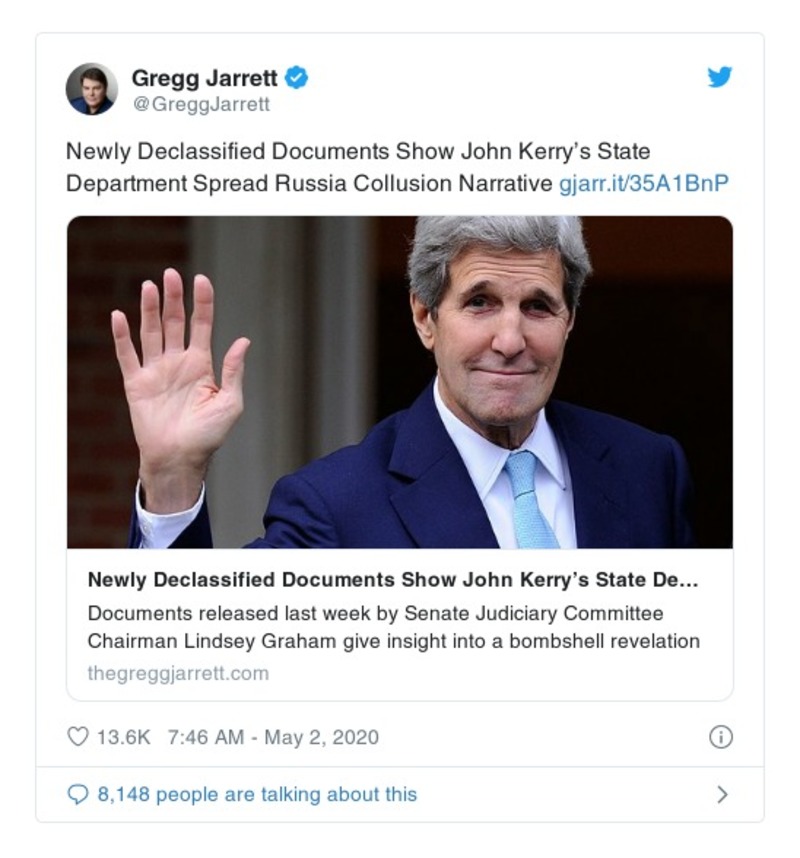 Gregg Jarrett
@GreggJarrett
Newly Declassified Documents Show John Kerry’s State
Department Spread Russia Collusion Narrative gjarr.it/35A1BnP
Newly Declassified Documents Show John Kerry’s State De...
Documents released last week by Senate Judiciary Committee
Chairman Lindsey Graham give insight into a bombshell revelation
thegreggjarrett.com
13.6K 7:46 AM - May 2, 2020
8,148 people are talking about this